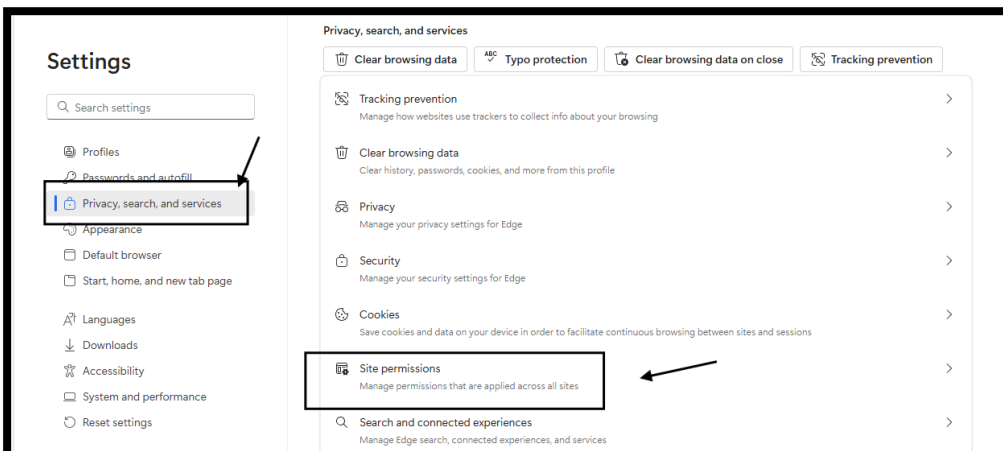 Settings
Search settings
Profiles
Passwords and autofill
Privacy, search, and services
Appearance
Default browser
Start, home, and new tab page
Languages
Downloads
Accessibility
System and performance
Reset settings
Privacy, search, and services
Clear browsing data
ABC Typo protection
Clear browsing data on close
Tracking prevention
Tracking prevention
Manage how websites use trackers to collect info about your browsing
Clear browsing data
Clear history, passwords, cookies, and more from this profile
Privacy
Manage your privacy settings for Edge
Security
Manage your security settings for Edge
Cookies
Save cookies and data on your device in order to facilitate continuous browsing between sites and sessions
Site permissions
Manage permissions that are applied across all sites
Search and connected experiences
Manage Edge search, connected experiences, and services